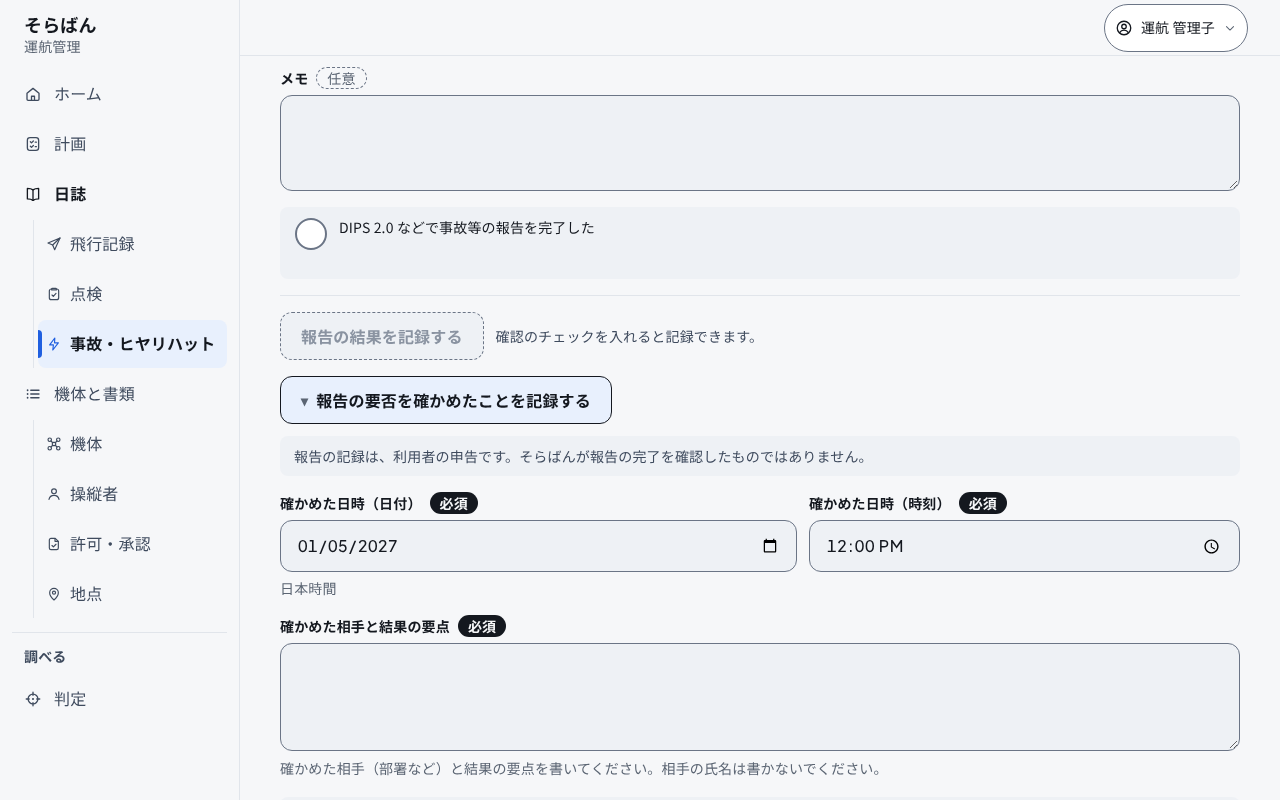 そらばん
運航管理
運航 管理子
ホーム
計画
日誌
飛行記録
点検
事故・ヒヤリハット
機体と書類
機体
操縦者
許可・承認
地点
調べる
判定
メモ 任意
DIPS 2.0 などで事故等の報告を完了した
報告の結果を記録する 確認のチェックを入れると記録できます。
▼ 報告の要否を確かめたことを記録する
報告の記録は、利用者の申告です。そらばんが報告の完了を確認したものではありません。
確かめた日時（日付） 必須 確かめた日時（時刻） 必須
01/05/2027 12:00 PM
日本時間
確かめた相手と結果の要点 必須
確かめた相手（部署など）と結果の要点を書いてください。相手の氏名は書かないでください。